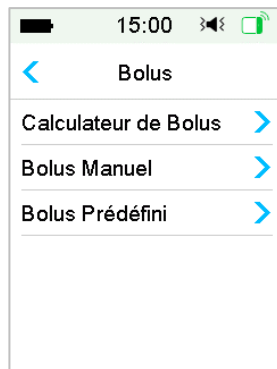 15:00
Bolus
Calculateur de Bolus
Bolus Manuel
Bolus Prédéfini